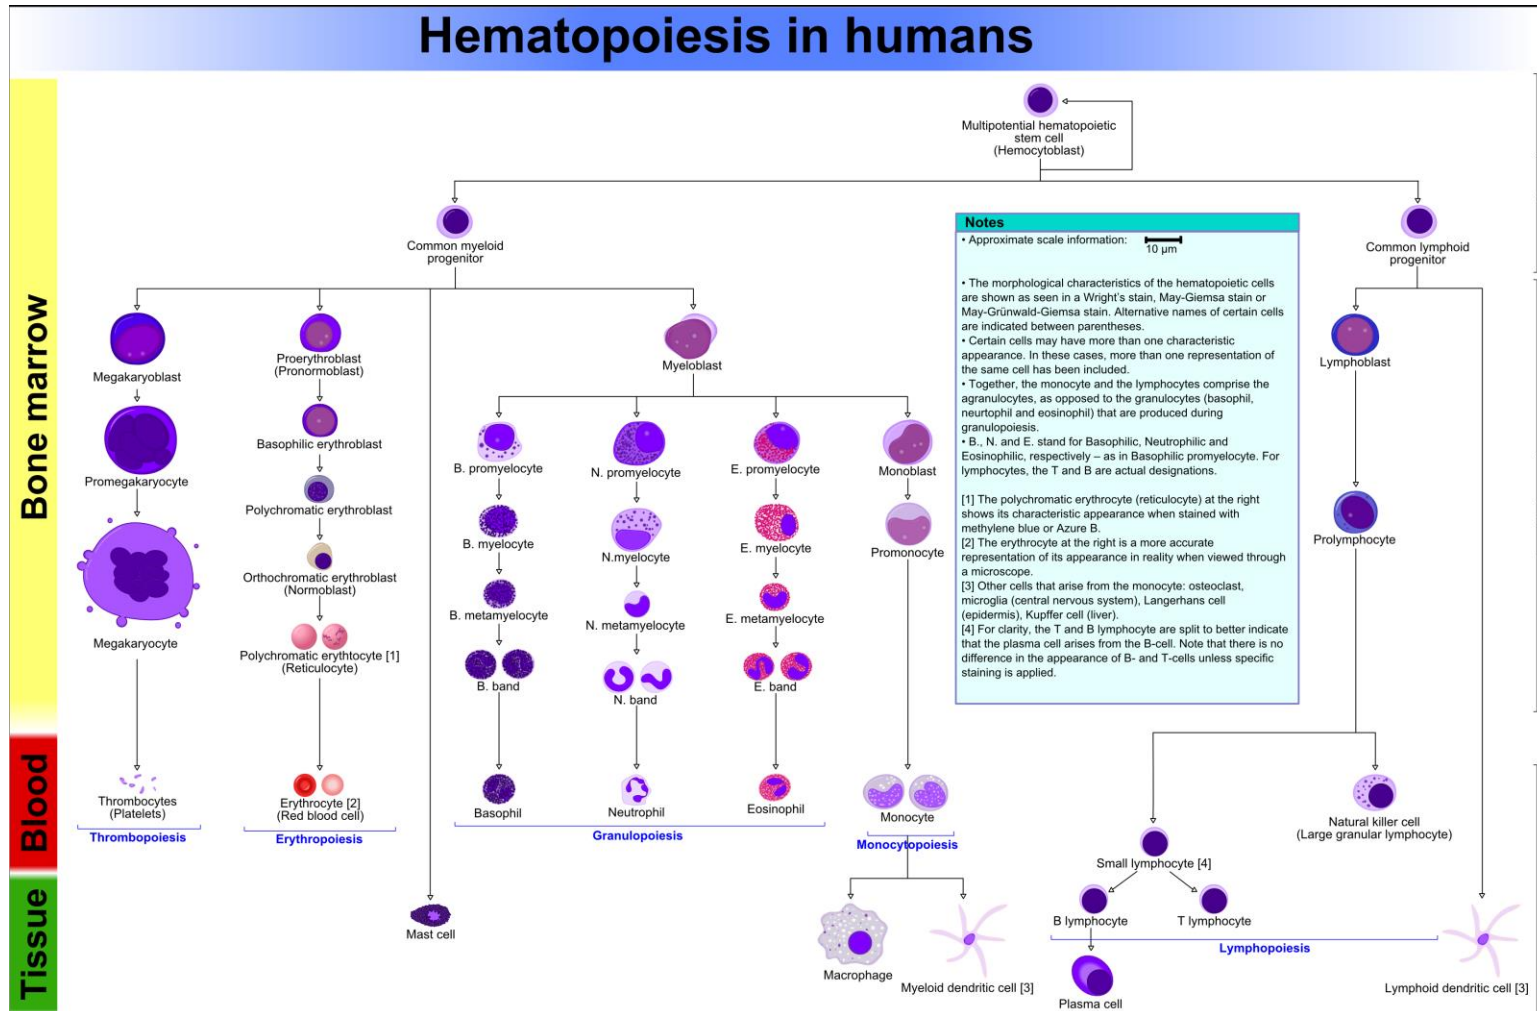 Hematopoiesis in humans
Bone marrow
Blood
Tissue
Multipotential hematopoietic
stem cell
(Hemocytoblast)
Common myeloid
progenitor
Common lymphoid
progenitor
Notes
• Approximate scale information:
10 µm
• The morphological characteristics of the hematopoietic cells
are shown as seen in a Wright's stain, May-Giemsa stain or
May-Grünwald-Giemsa stain. Alternative names of certain cells
are indicated between parentheses.
• Certain cells may have more than one characteristic
appearance. In these cases, more than one representation of
the same cell has been included.
• Together, the monocyte and the lymphocytes comprise the
agranulocytes, as opposed to the granulocytes (basophil,
neurtophil and eosinophil) that are produced during
granulopoiesis.
• B., N. and E. stand for Basophilic, Neutrophilic and
Eosinophilic, respectively – as in Basophilic promyelocyte. For
lymphocytes, the T and B are actual designations.
[1] The polychromatic erythrocyte (reticulocyte) at the right
shows its characteristic appearance when stained with
methylene blue or Azure B.
[2] The erythrocyte at the right is a more accurate
representation of its appearance in reality when viewed through
a microscope.
[3] Other cells that arise from the monocyte: osteoclast,
microglia (central nervous system), Langerhans cell
(epidermis), Kupffer cell (liver).
[4] For clarity, the T and B lymphocyte are split to better indicate
that the plasma cell arises from the B-cell. Note that there is no
difference in the appearance of B- and T-cells unless specific
staining is applied.
Megakaryoblast
Promegakaryocyte
Megakaryocyte
Thrombocytes
(Platelets)
Thrombopoiesis
Proerythroblast
(Pronormoblast)
Basophilic erythroblast
Polychromatic erythroblast
Orthochromatic erythroblast
(Normoblast)
Polychromatic erythtocyte [1]
(Reticulocyte)
Erythrocyte [2]
(Red blood cell)
Erythropoiesis
Mast cell
Myeloblast
B. promyelocyte
B. myelocyte
B. metamyelocyte
B. band
Basophil
N. promyelocyte
N.myelocyte
N. metamyelocyte
N. band
Neutrophil
E. promyelocyte
E. myelocyte
E. metamyelocyte
E. band
Eosinophil
Granulopoiesis
Monoblast
Promonocyte
Monocyte
Monocytopoiesis
Macrophage
Myeloid dendritic cell [3]
Lymphoblast
Prolymphocyte
Natural killer cell
(Large granular lymphocyte)
Small lymphocyte [4]
B lymphocyte
T lymphocyte
Lymphopoiesis
Plasma cell
Lymphoid dendritic cell [3]